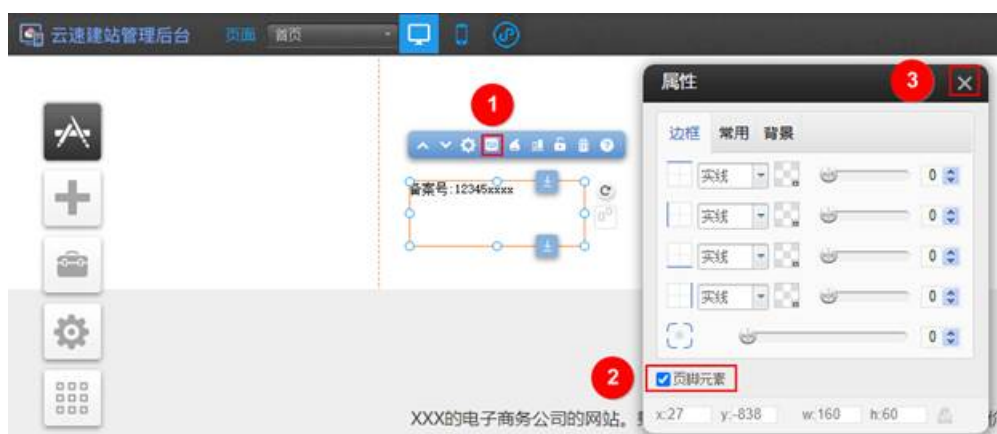 云速建站管理后台 页面 首页
属性 3
1
边框 常用 背景
备案号:12345xxxx
0°
实线 0
实线 0
实线 0
实线 0
0
2 页脚元素
x:27 y:-838 w:160 h:60
XXX的电子商务公司的网站。